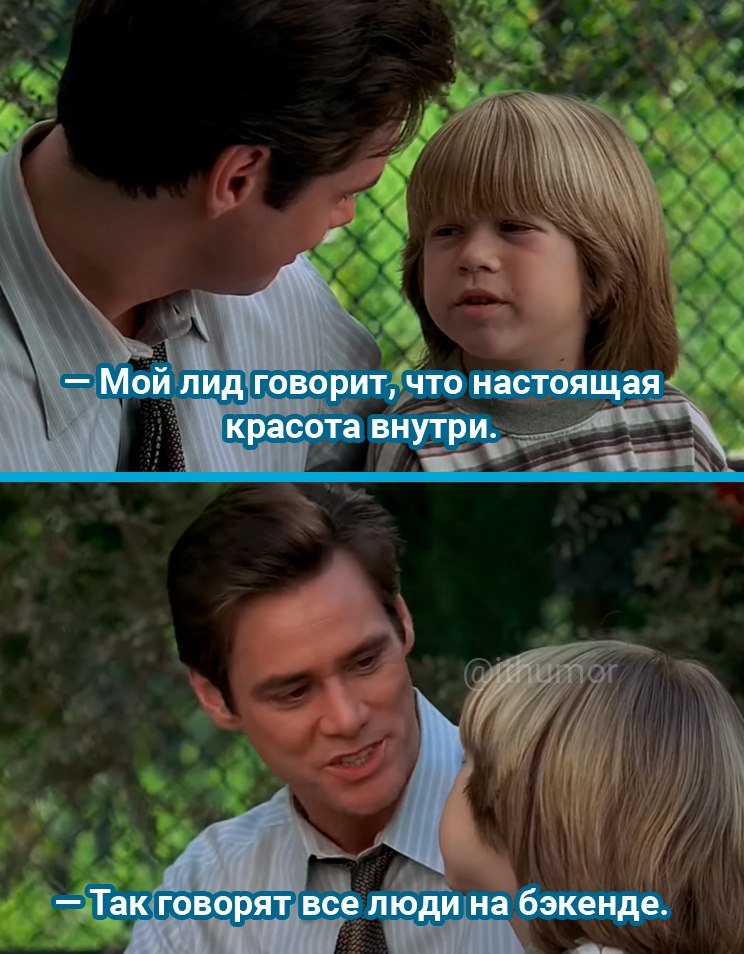 — Мой лид говорит, что настоящая
красота внутри.
@ithumor
— Так говорят все люди на бэкенде.